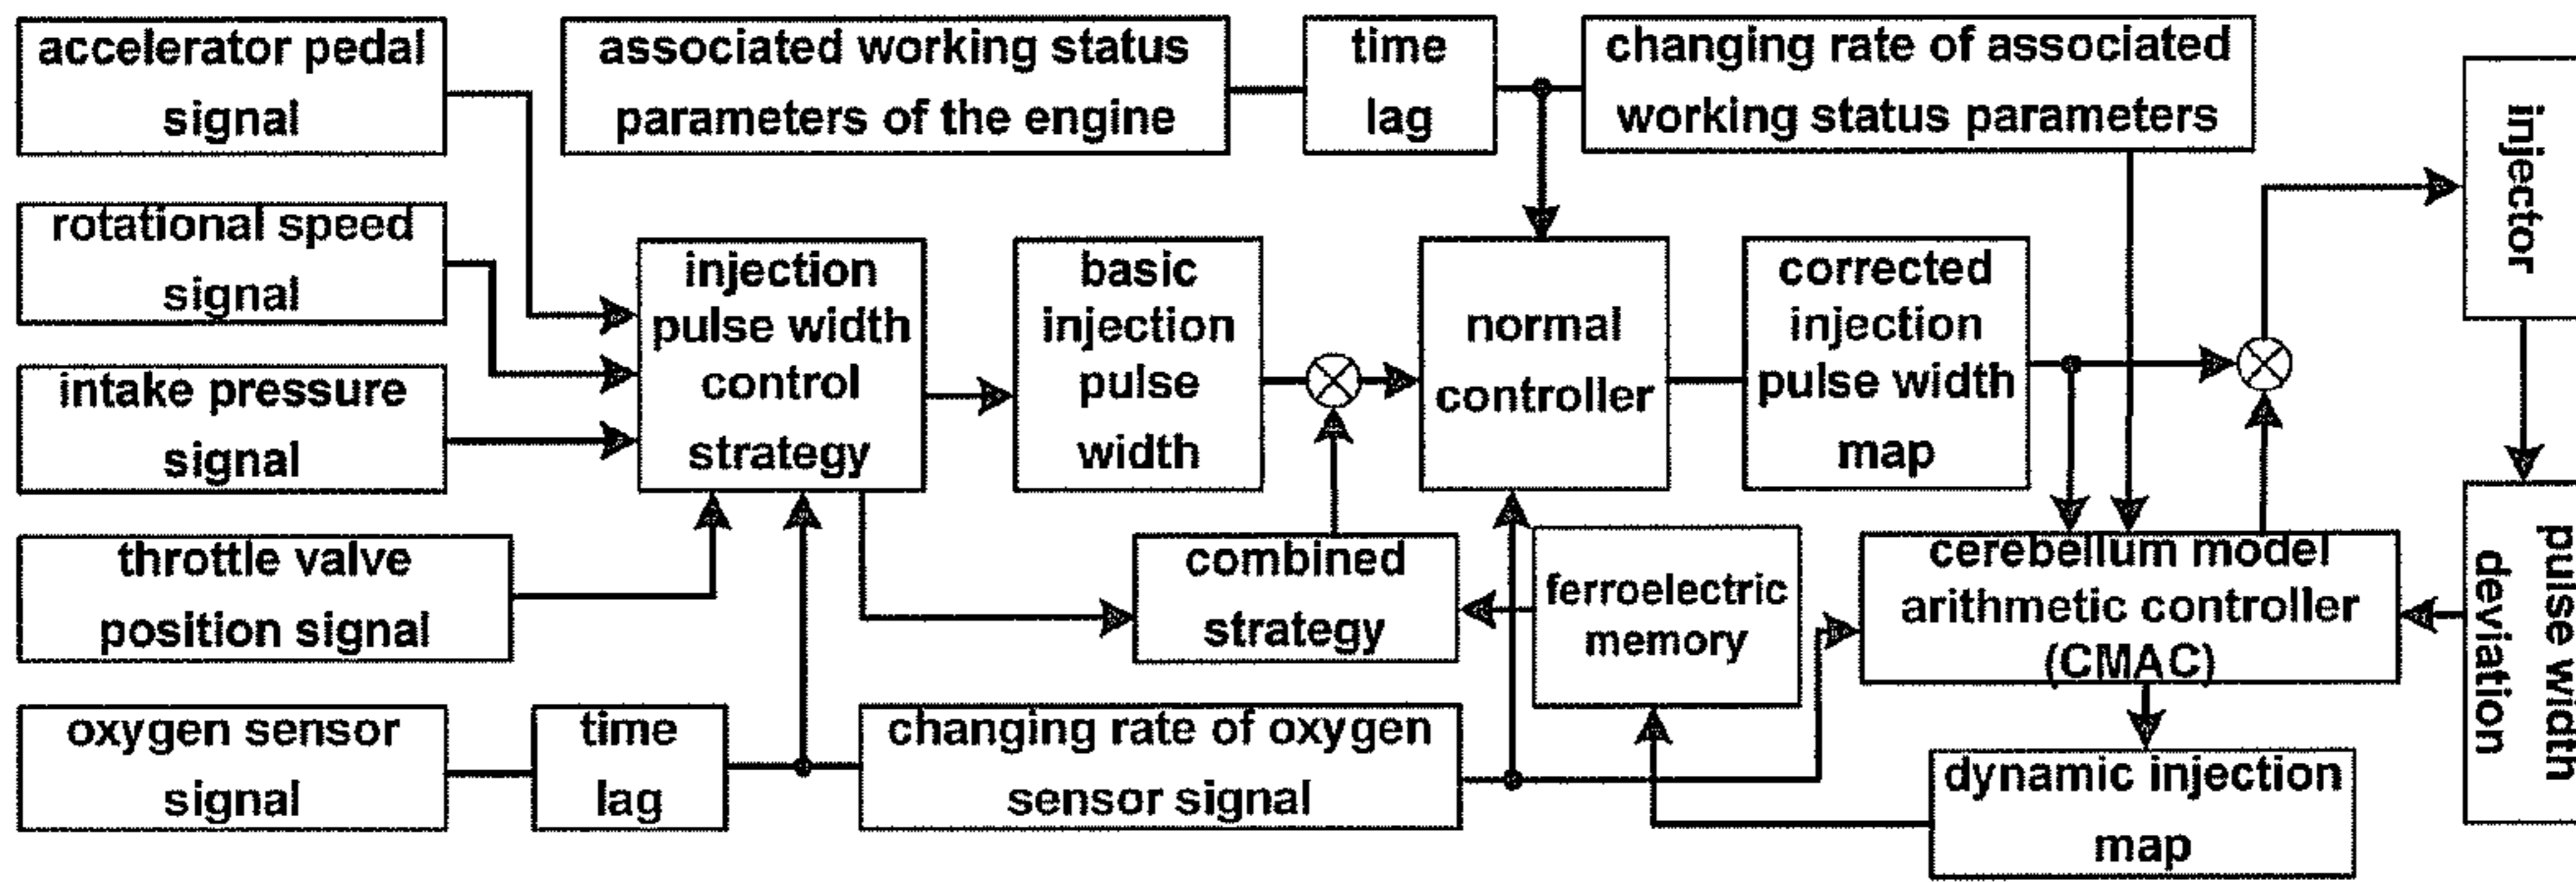 accelerator pedal
signal
associated working status
parameters of the engine
time
lag
changing rate of associated
working status parameters
injector
rotational speed
signal
injection
pulse width
control
strategy
basic
injection
pulse
width
normal
controller
corrected
injection
pulse width
map
intake pressure
signal
throttle valve
position signal
combined
strategy
ferroelectric
memory
cerebellum model
arithmetic controller
(CMAC)
pulse width
deviation
oxygen sensor
signal
time
lag
changing rate of oxygen
sensor signal
dynamic injection
map